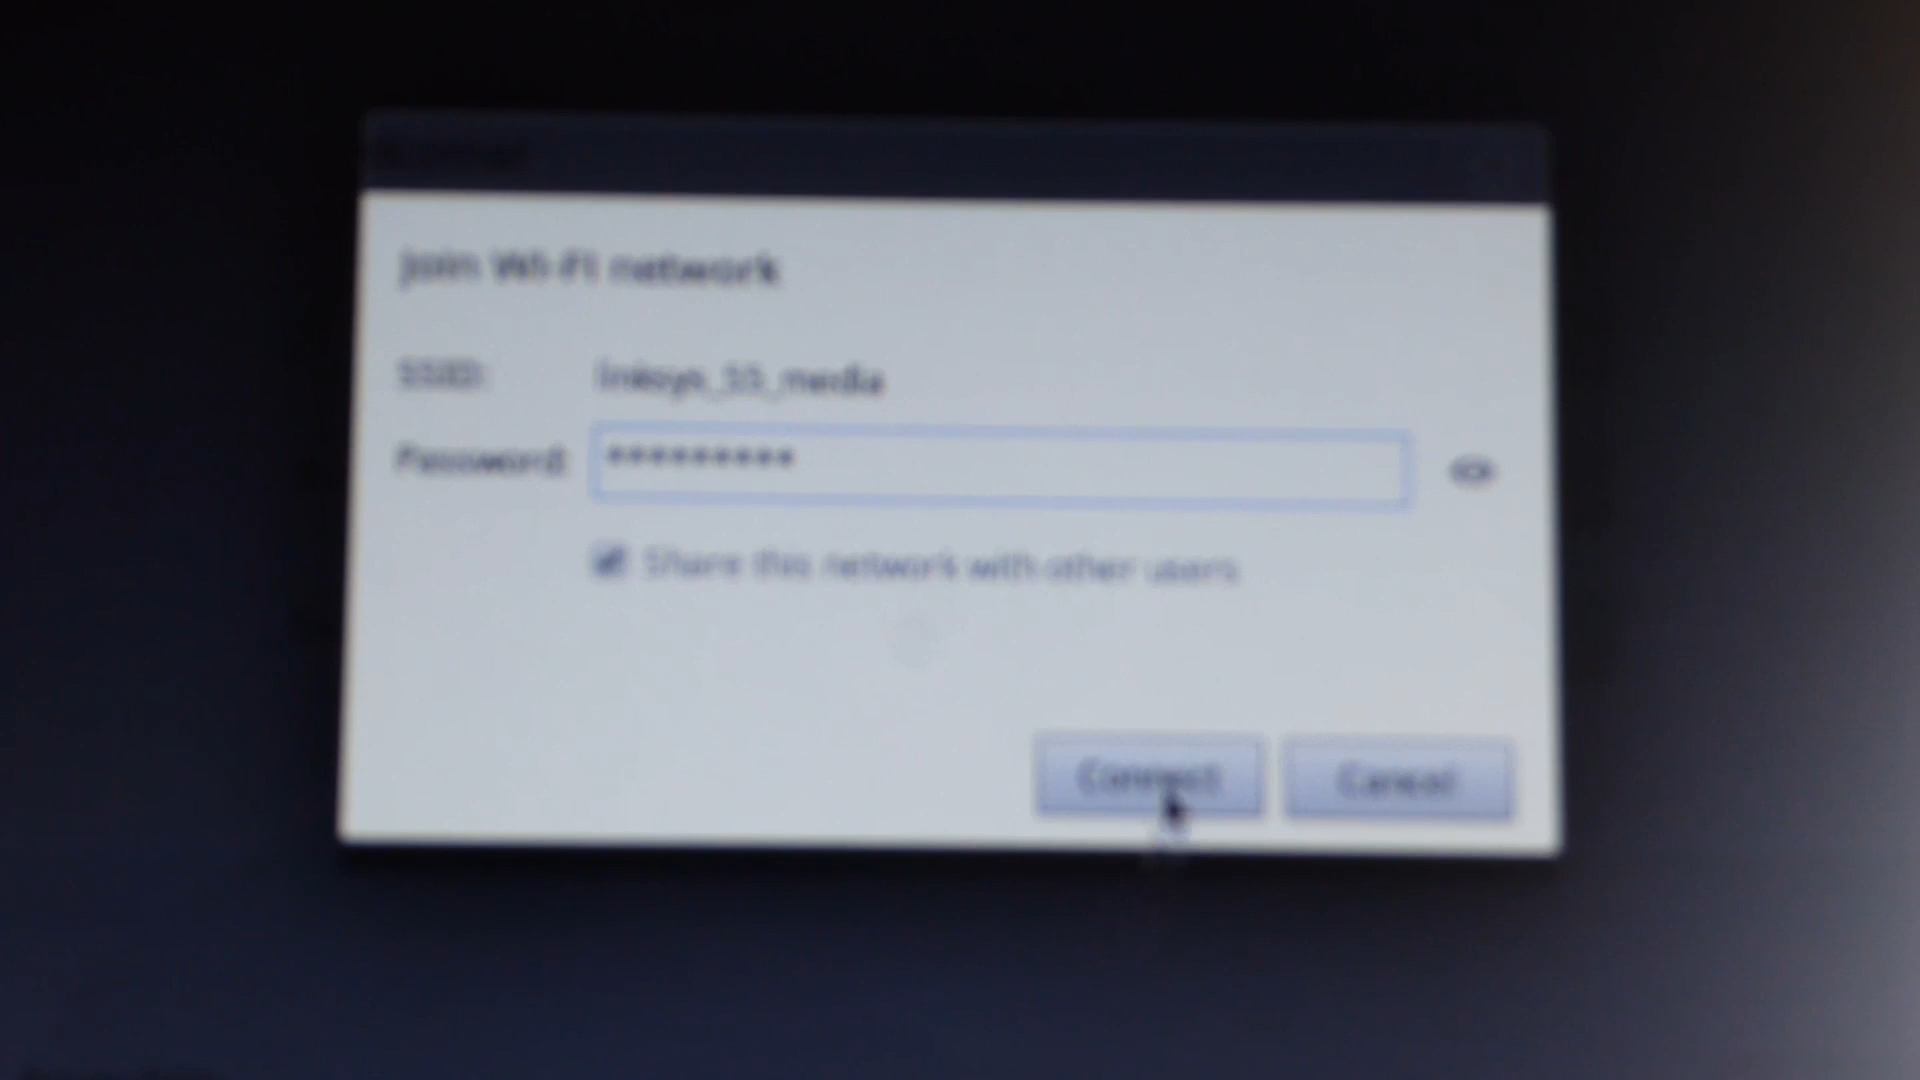 Join Wi-Fi network
SSID:
Password: *********
Share this network with other users
Connect Cancel